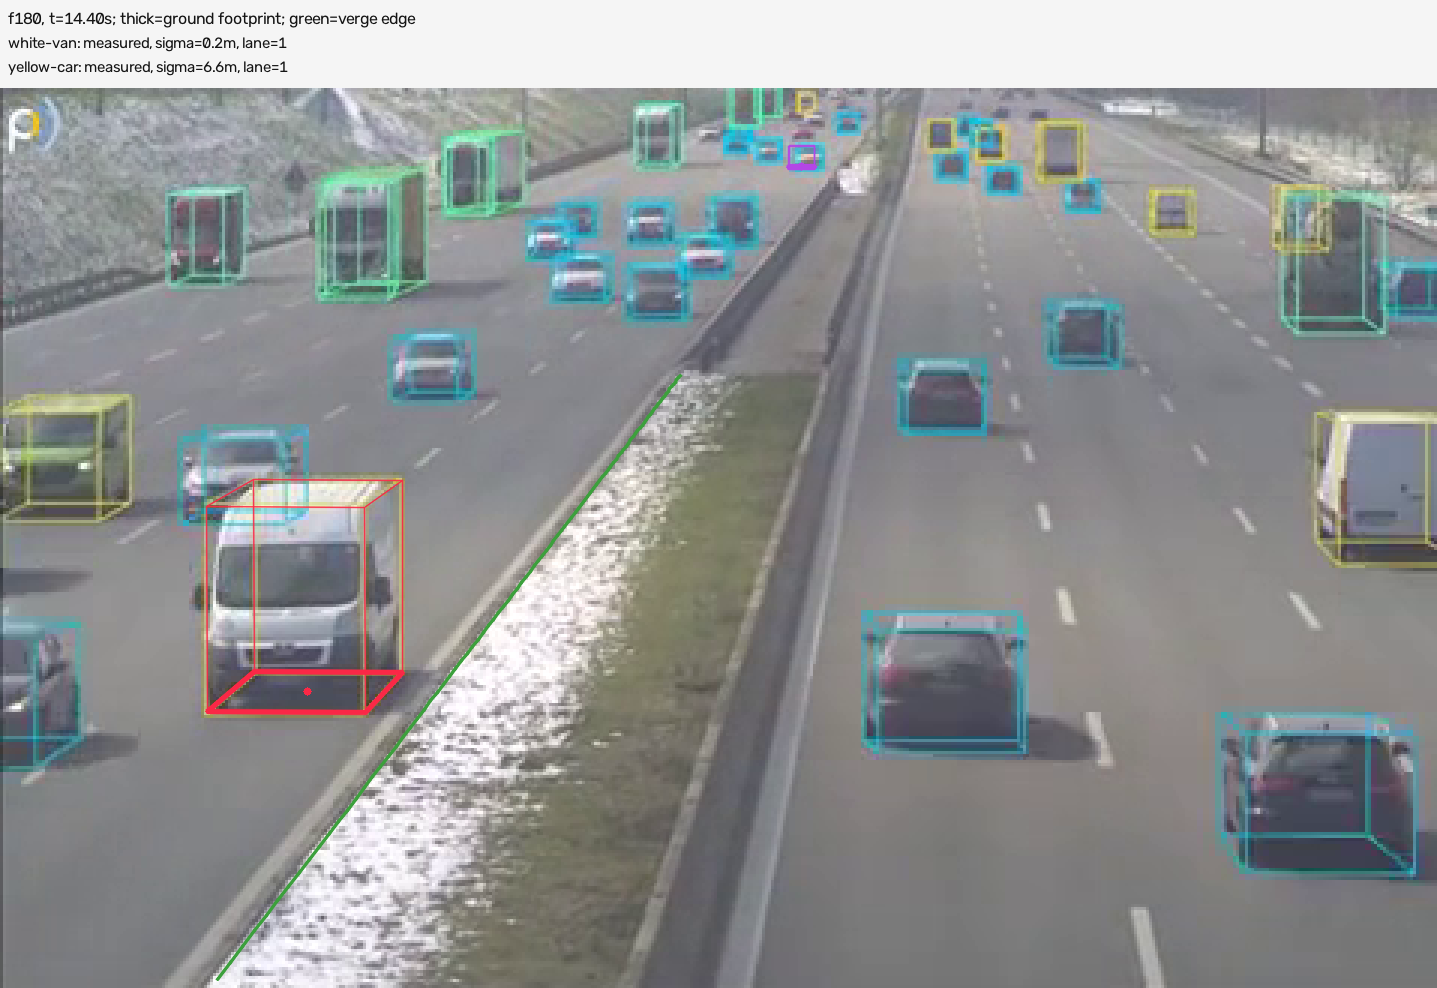 f180, t=14.40s; thick=ground footprint; green=verge edge
white-van: measured, sigma=0.2m, lane=1
yellow-car: measured, sigma=6.6m, lane=1